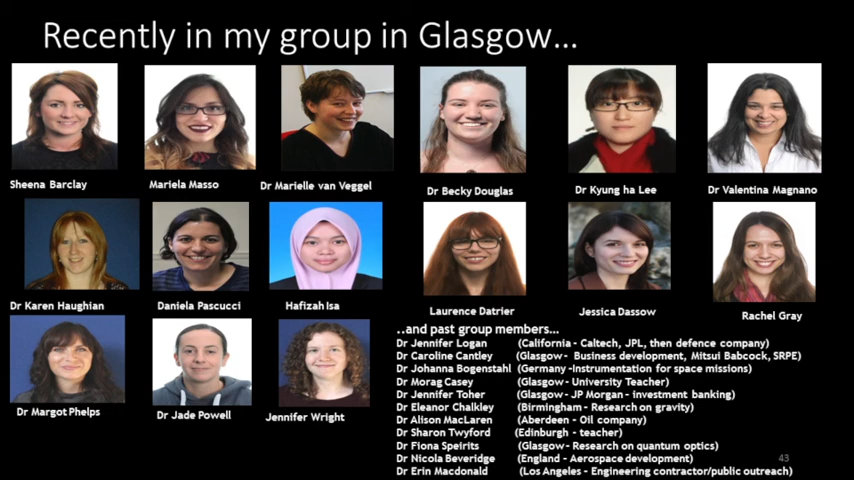 Recently in my group in Glasgow...
Sheena Barclay
Mariela Masso
Dr Marielle van Veggel
Dr Becky Douglas
Dr Kyung ha Lee
Dr Valentina Magnano
Dr Karen Haughian
Daniela Pascucci
Hafizah Isa
Laurence Datrier
Jessica Dassow
Rachel Gray
Dr Margot Phelps
Dr Jade Powell
Jennifer Wright
..and past group members...
Dr Jennifer Logan (California - Caltech, JPL, then defence company)
Dr Caroline Cantley (Glasgow - Business development, Mitsui Babcock, SRPE)
Dr Johanna Bogenstahl (Germany -Instrumentation for space missions)
Dr Morag Casey (Glasgow - University Teacher)
Dr Jennifer Toher (Glasgow - JP Morgan - investment banking)
Dr Eleanor Chalkley (Birmingham - Research on gravity)
Dr Alison MacLaren (Aberdeen - Oil company)
Dr Sharon Twyford (Edinburgh - teacher)
Dr Fiona Speirits (Glasgow - Research on quantum optics)
Dr Nicola Beveridge (England - Aerospace development)
Dr Erin Macdonald (Los Angeles - Engineering contractor/public outreach)
43